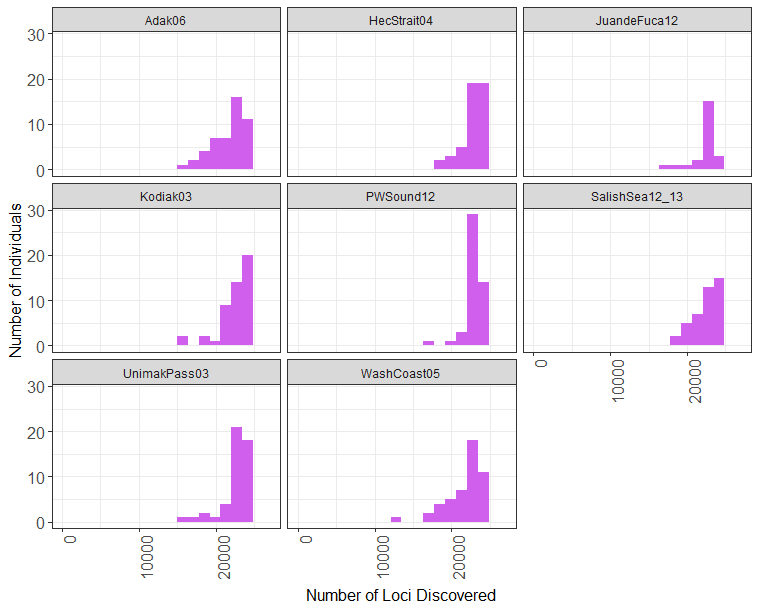 Adak06 HecStrait04 JuandeFuca12
30
20
10
0
Kodiak03 PWSound12 SalishSea12_13
30
20
10
0
UnimakPass03 WashCoast05
30
20
10
0
0 10000 20000
0 10000 20000
0 10000 20000
Number of Individuals
Number of Loci Discovered